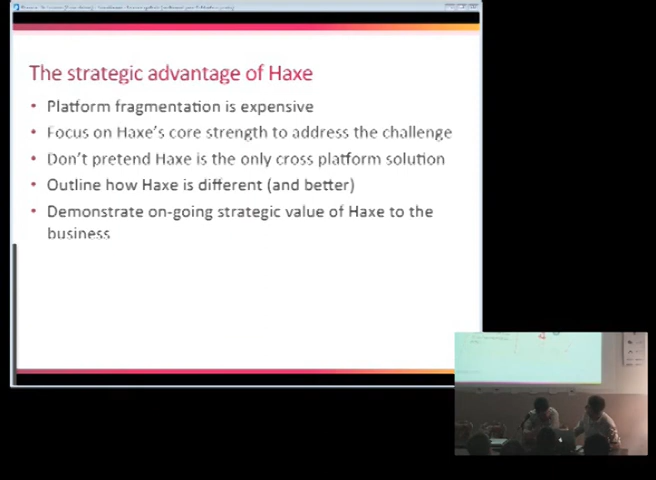 The strategic advantage of Haxe
• Platform fragmentation is expensive
• Focus on Haxe's core strength to address the challenge
• Don't pretend Haxe is the only cross platform solution
• Outline how Haxe is different (and better)
• Demonstrate on-going strategic value of Haxe to the
business